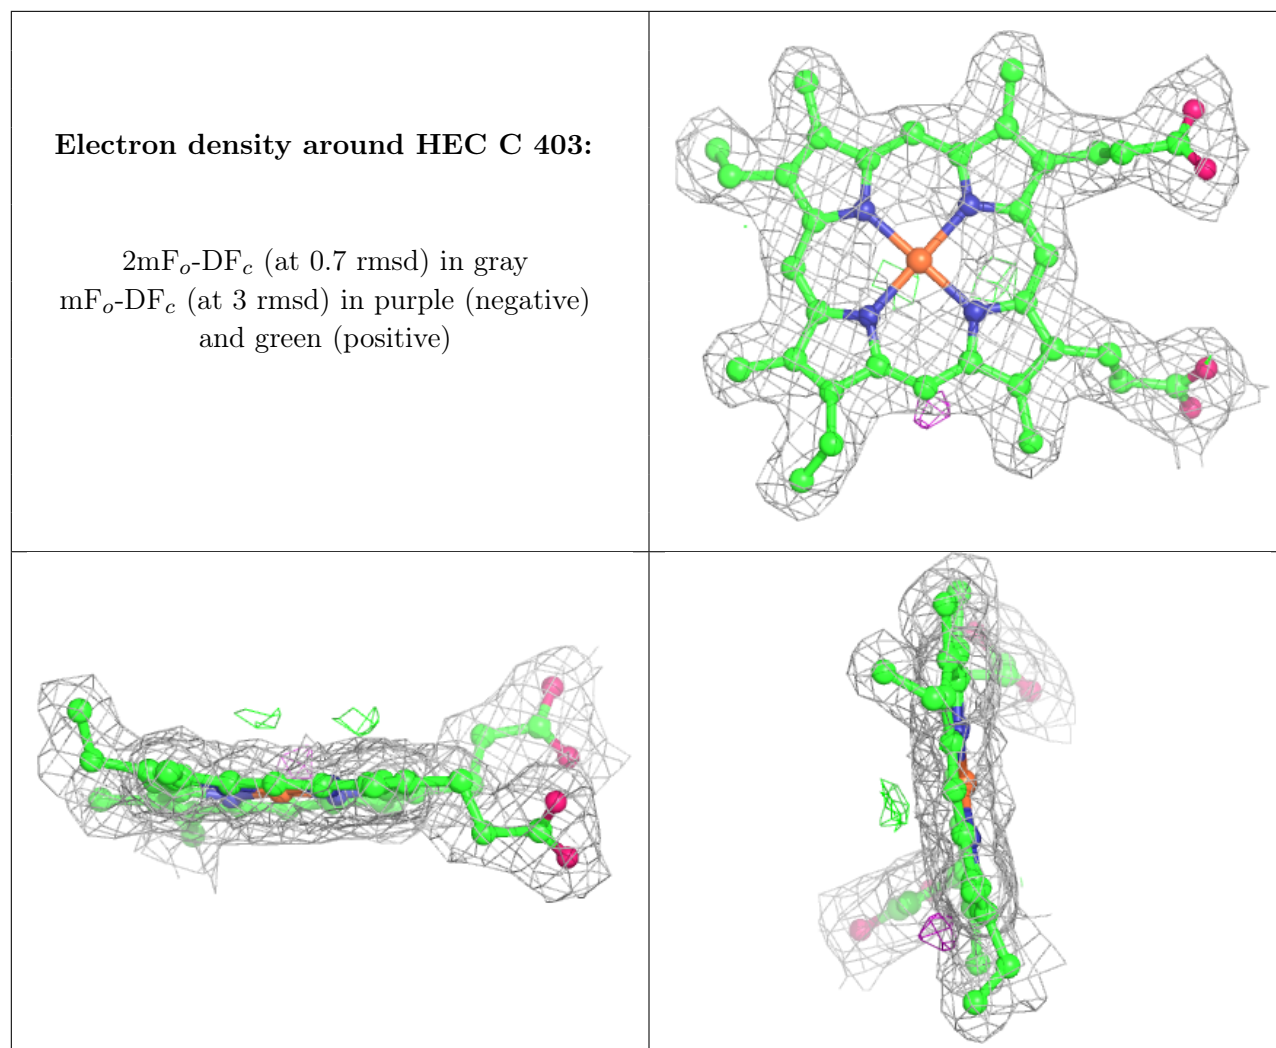 Electron density around HEC C 403:
2mFo-DFc (at 0.7 rmsd) in gray
mFo-DFc (at 3 rmsd) in purple (negative)
and green (positive)